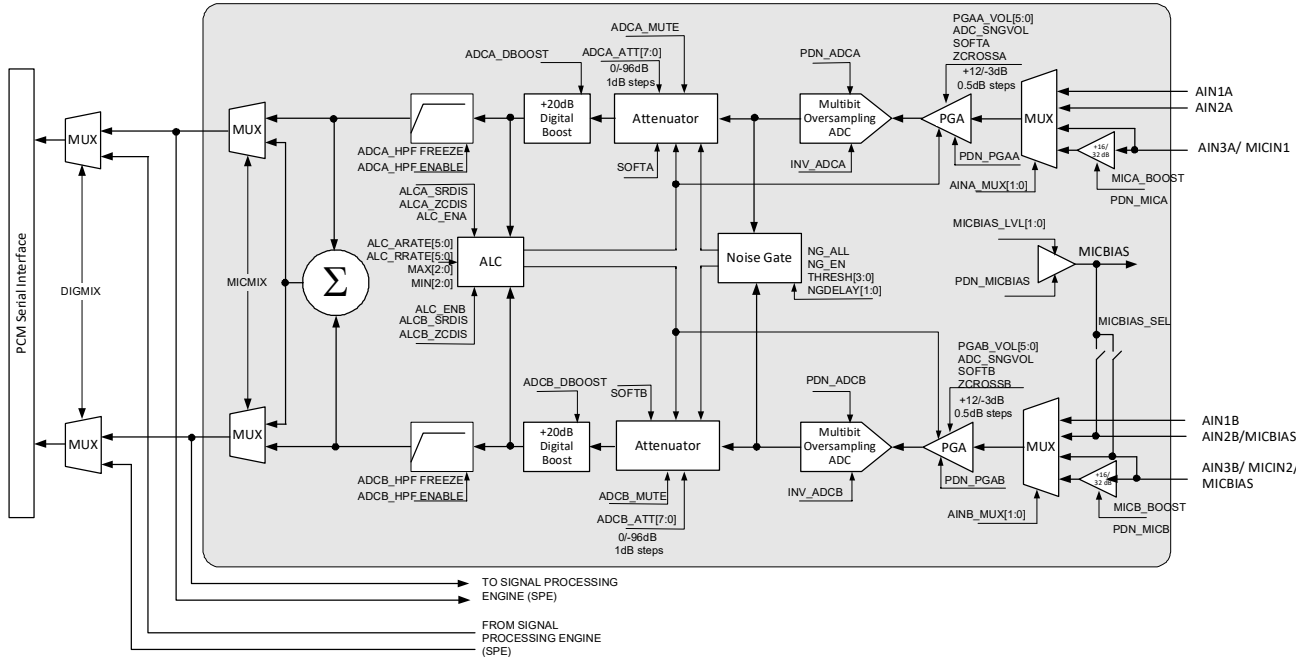 PGAA_VOL[5:0]
ADC_SNGVOL
SOFTA
ZCROSSA
+12/-3dB
0.5dB steps
ADCA_MUTE
ADCA_ATT[7:0]
0/-96dB
1dB steps
ADCA_DBOOST
PDN_ADCA
AIN1A
AIN2A
AIN3A/ MICIN1
MUX
MUX
+20dB
Digital
Boost
Attenuator
Multibit
Oversampling
ADC
PGA
MUX
+16/
32 dB
ADCA_HPF FREEZE
ADCA_HPF ENABLE
SOFTA
INV_ADCA
PDN_PGAA
AINA_MUX[1:0]
MICA_BOOST
PDN_MICA
ALCA_SRDIS
ALCA_ZCDIS
ALC_ENA
ALC_ARATE[5:0]
ALC_RRATE[5:0]
MAX[2:0]
MIN[2:0]
ALC
ALC_ENB
ALCB_SRDIS
ALCB_ZCDIS
Noise Gate
NG_ALL
NG_EN
THRESH[3:0]
NGDELAY[1:0]
MICBIAS_LVL[1:0]
MICBIAS
PDN_MICBIAS
MICBIAS_SEL
PCM Serial Interface
DIGMIX
MICMIX
Σ
PGAB_VOL[5:0]
ADC_SNGVOL
SOFTB
ZCROSSB
+12/-3dB
0.5dB steps
ADCB_DBOOST
SOFTB
PDN_ADCB
AIN1B
AIN2B/MICBIAS
AIN3B/ MICIN2/
MICBIAS
MUX
MUX
+20dB
Digital
Boost
Attenuator
Multibit
Oversampling
ADC
PGA
MUX
+16/
32 dB
ADCB_HPF FREEZE
ADCB_HPF ENABLE
ADCB_MUTE
ADCB_ATT[7:0]
0/-96dB
1dB steps
INV_ADCB
PDN_PGAB
AINB_MUX[1:0]
MICB_BOOST
PDN_MICB
TO SIGNAL PROCESSING
ENGINE (SPE)
FROM SIGNAL
PROCESSING ENGINE
(SPE)